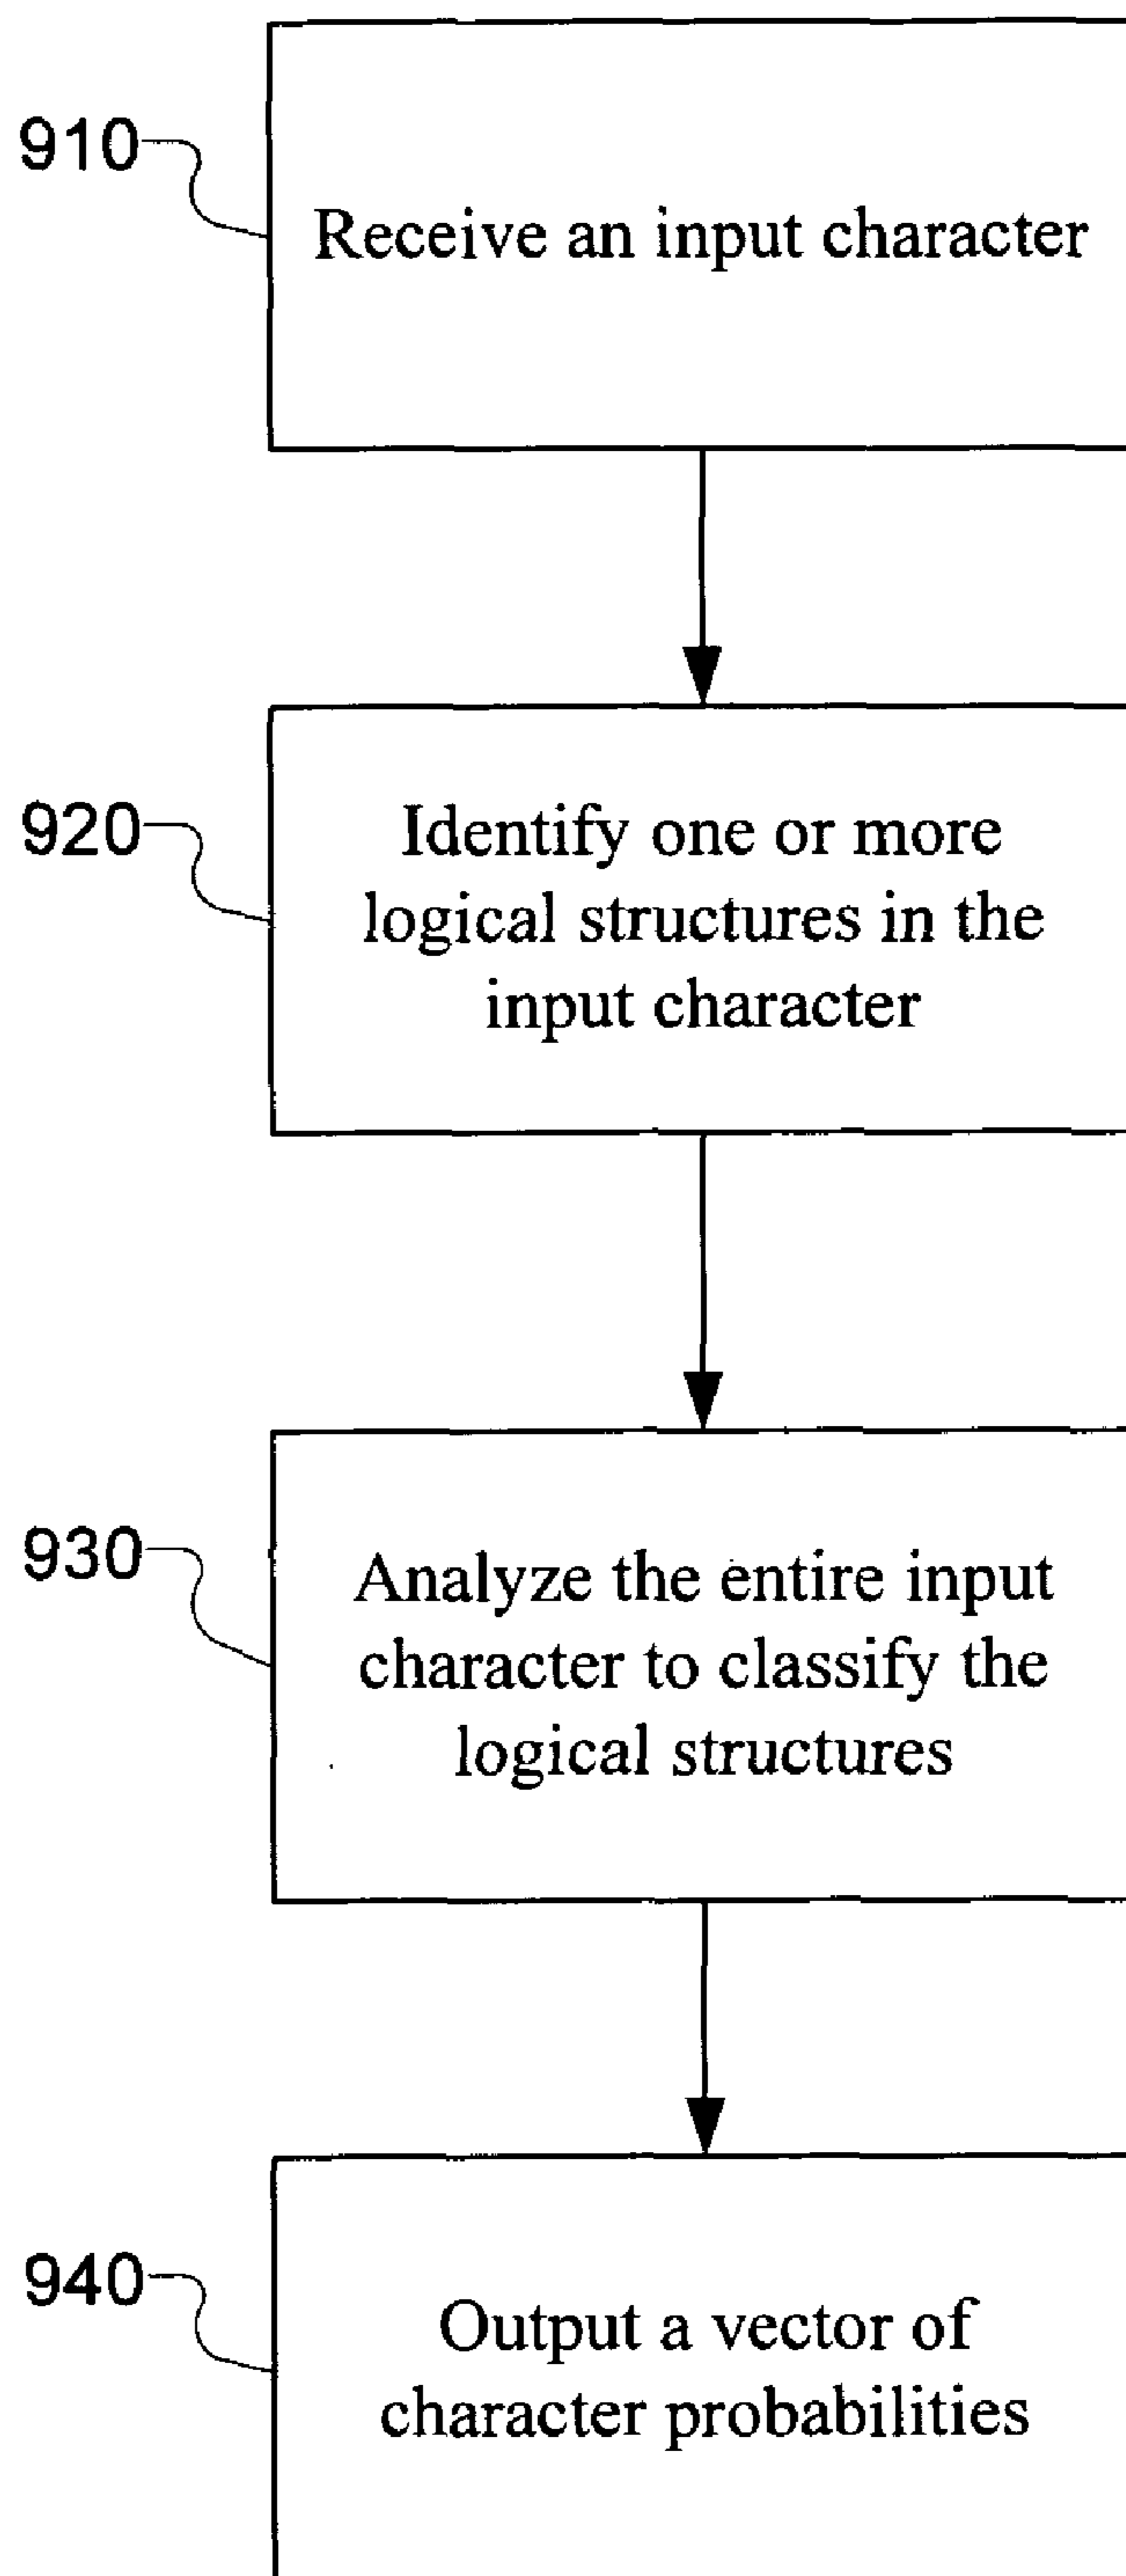 910
Receive an input character
920
Identify one or more
logical structures in the
input character
930
Analyze the entire input
character to classify the
logical structures
940
Output a vector of
character probabilities